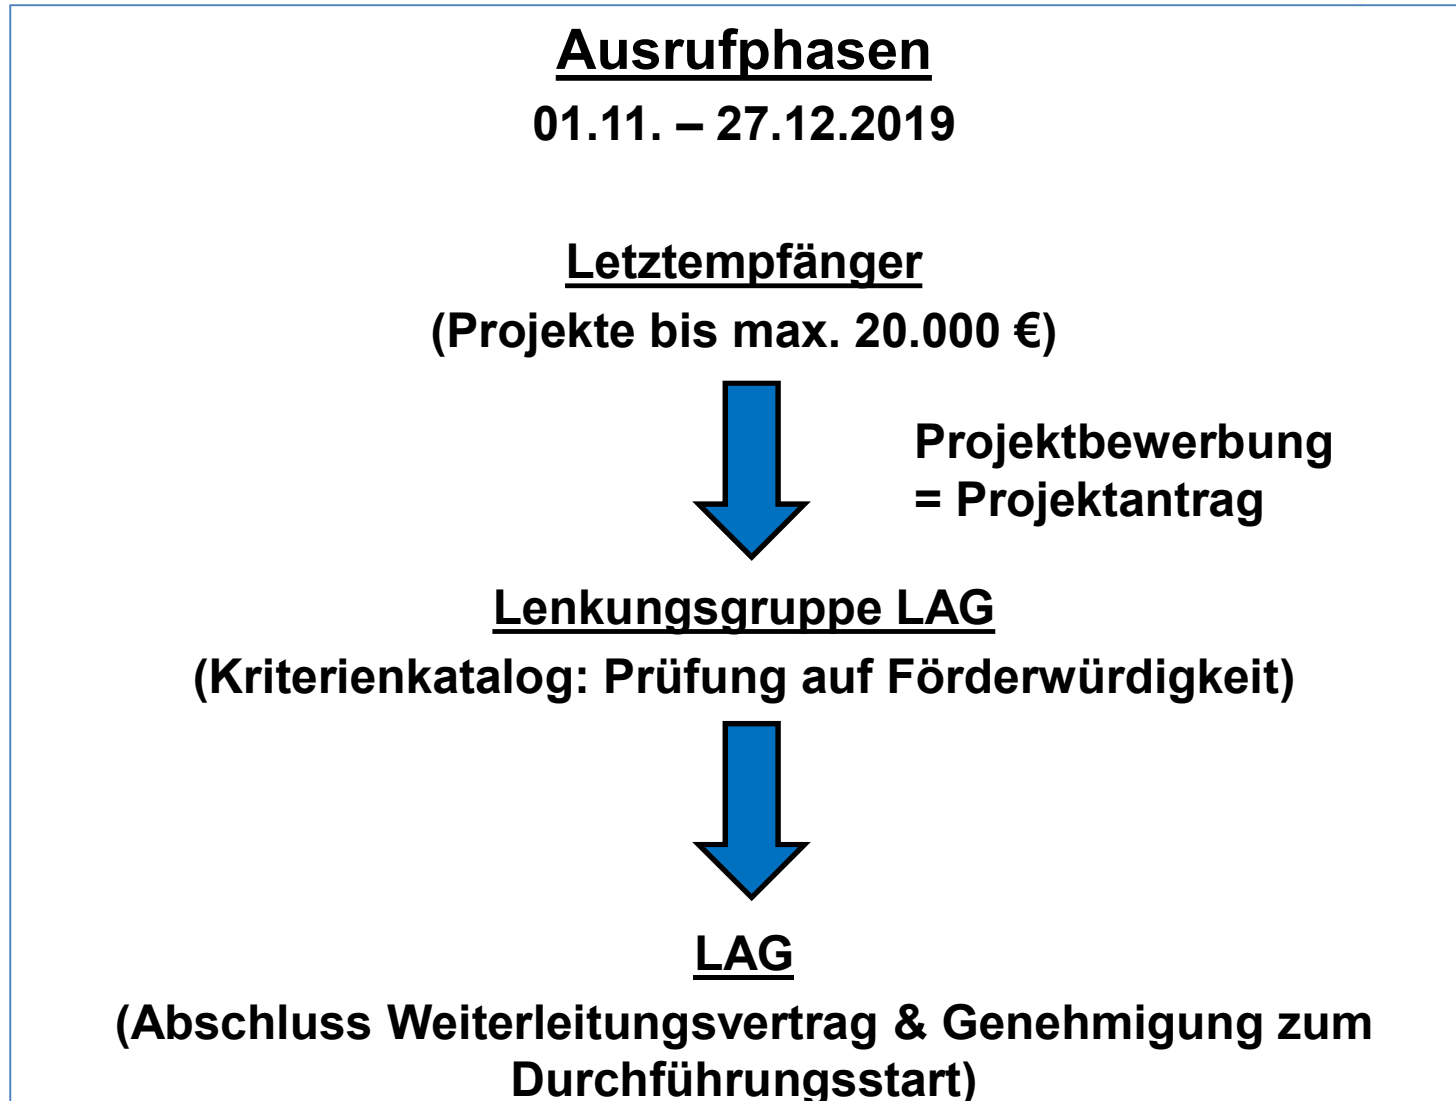 Ausrufphasen
01.11. – 27.12.2019
Letztempfänger
(Projekte bis max. 20.000 €)
Projektbewerbung
= Projektantrag
Lenkungsgruppe LAG
(Kriterienkatalog: Prüfung auf Förderwürdigkeit)
LAG
(Abschluss Weiterleitungsvertrag & Genehmigung zum
Durchführungsstart)